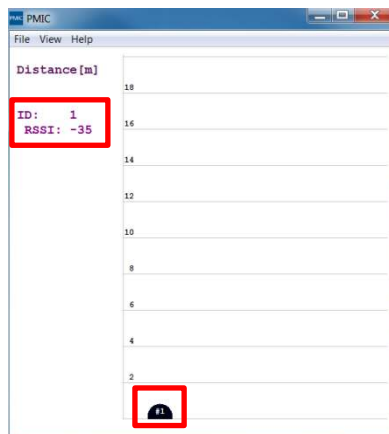 PMIC PMIC
File View Help
Distance[m]
18
ID: 1
16
RSSI: -35
14
12
10
8
6
4
2
#1